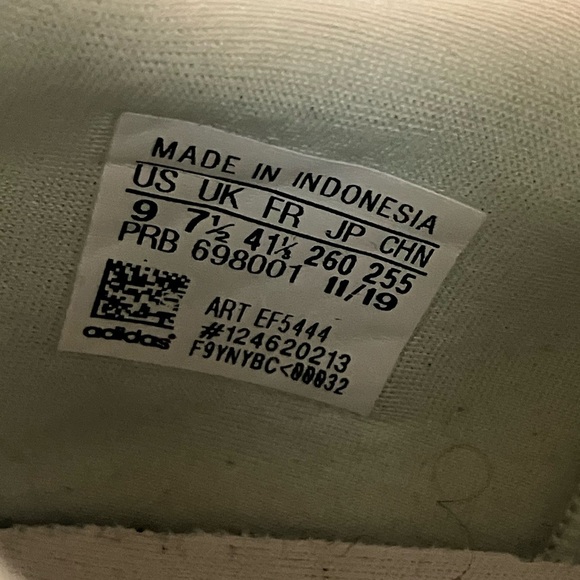 MADE IN INDONESIA
US UK FR JP CHN
9 7½ 41⅓ 260 255
PRB 698001 11/19
ART EF5444
#124620213
F9YNYBC<00032
adidas